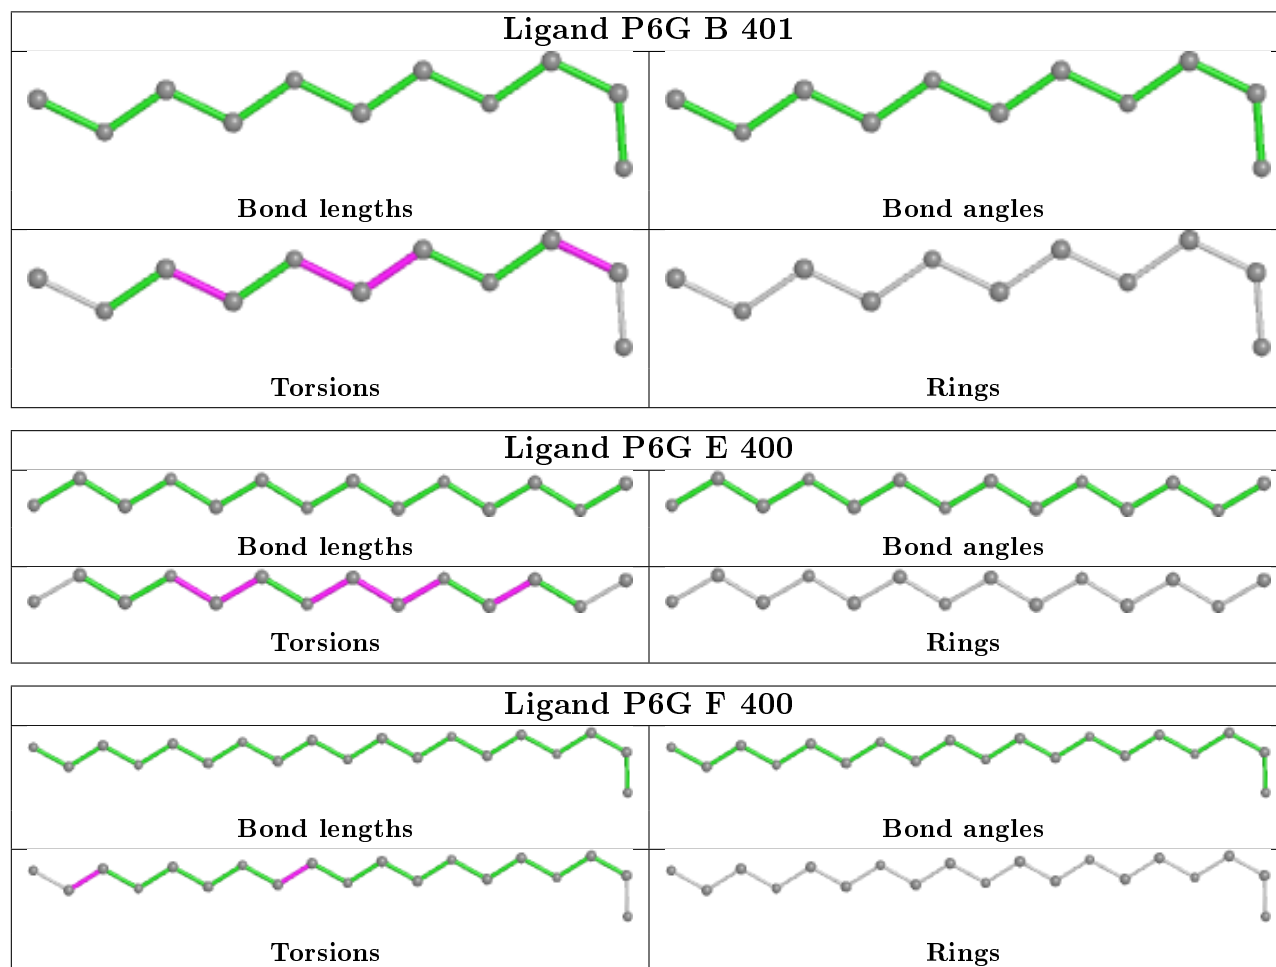 Ligand P6G B 401
Bond lengths
Bond angles
Torsions
Rings
Ligand P6G E 400
Bond lengths
Bond angles
Torsions
Rings
Ligand P6G F 400
Bond lengths
Bond angles
Torsions
Rings